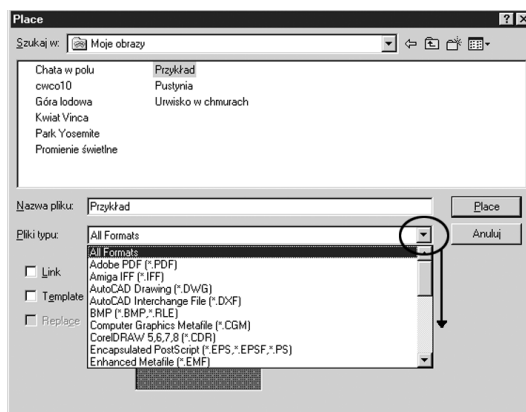 Place
Szukaj w: Moje obrazy
Chata w polu Przykład
cwco10 Pustynia
Góra lodowa Urwisko w chmurach
Kwiat Vinca
Park Yosemite
Promienie świetlne
Nazwa pliku: Przykład Place
Pliki typu: All Formats Anuluj
All Formats
Adobe PDF (*.PDF)
Amiga IFF (*.IFF)
Link
AutoCAD Drawing (*.DWG)
AutoCAD Interchange File (*.DXF)
Template
BMP (*.BMP,*.RLE)
Replace
Computer Graphics Metafile (*.CGM)
CorelDRAW 5,6,7,8 (*.CDR)
Encapsulated PostScript (*.EPS,*.EPSF,*.PS)
Enhanced Metafile (*.EMF)